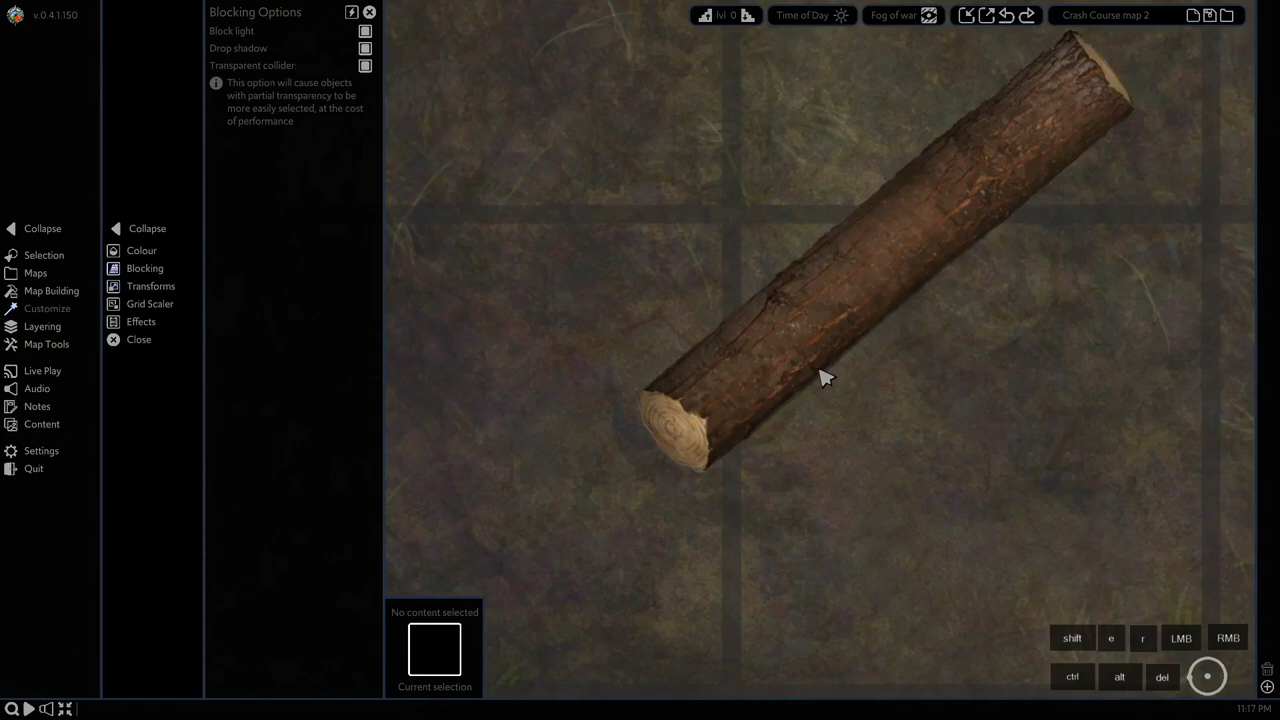 v.0.4.1.150
Blocking Options
Block light
Drop shadow
Transparent collider:
This option will cause objects
with partial transparency to be
more easily selected, at the cost
of performance
lvl 0
Time of Day
Fog of war
Crash Course map 2
Collapse
Selection
Maps
Map Building
Customize
Layering
Map Tools
Live Play
Audio
Notes
Content
Settings
Quit
Collapse
Colour
Blocking
Transforms
Grid Scaler
Effects
Close
No content selected
Current selection
shift e r LMB RMB
ctrl alt del
11:17 PM